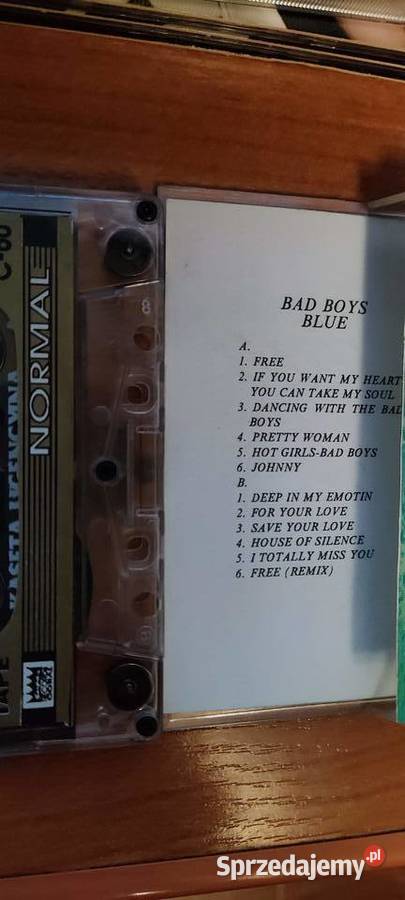 C-60
NORMAL
KASETA LICENCYJNA
TAPE
BAD BOYS
BLUE
A.
1. FREE
2. IF YOU WANT MY HEART
YOU CAN TAKE MY SOUL
3. DANCING WITH THE BAD
BOYS
4. PRETTY WOMAN
5. HOT GIRLS-BAD BOYS
6. JOHNNY
B.
1. DEEP IN MY EMOTIN
2. FOR YOUR LOVE
3. SAVE YOUR LOVE
4. HOUSE OF SILENCE
5. I TOTALLY MISS YOU
6. FREE (REMIX)
Sprzedajemy.pl